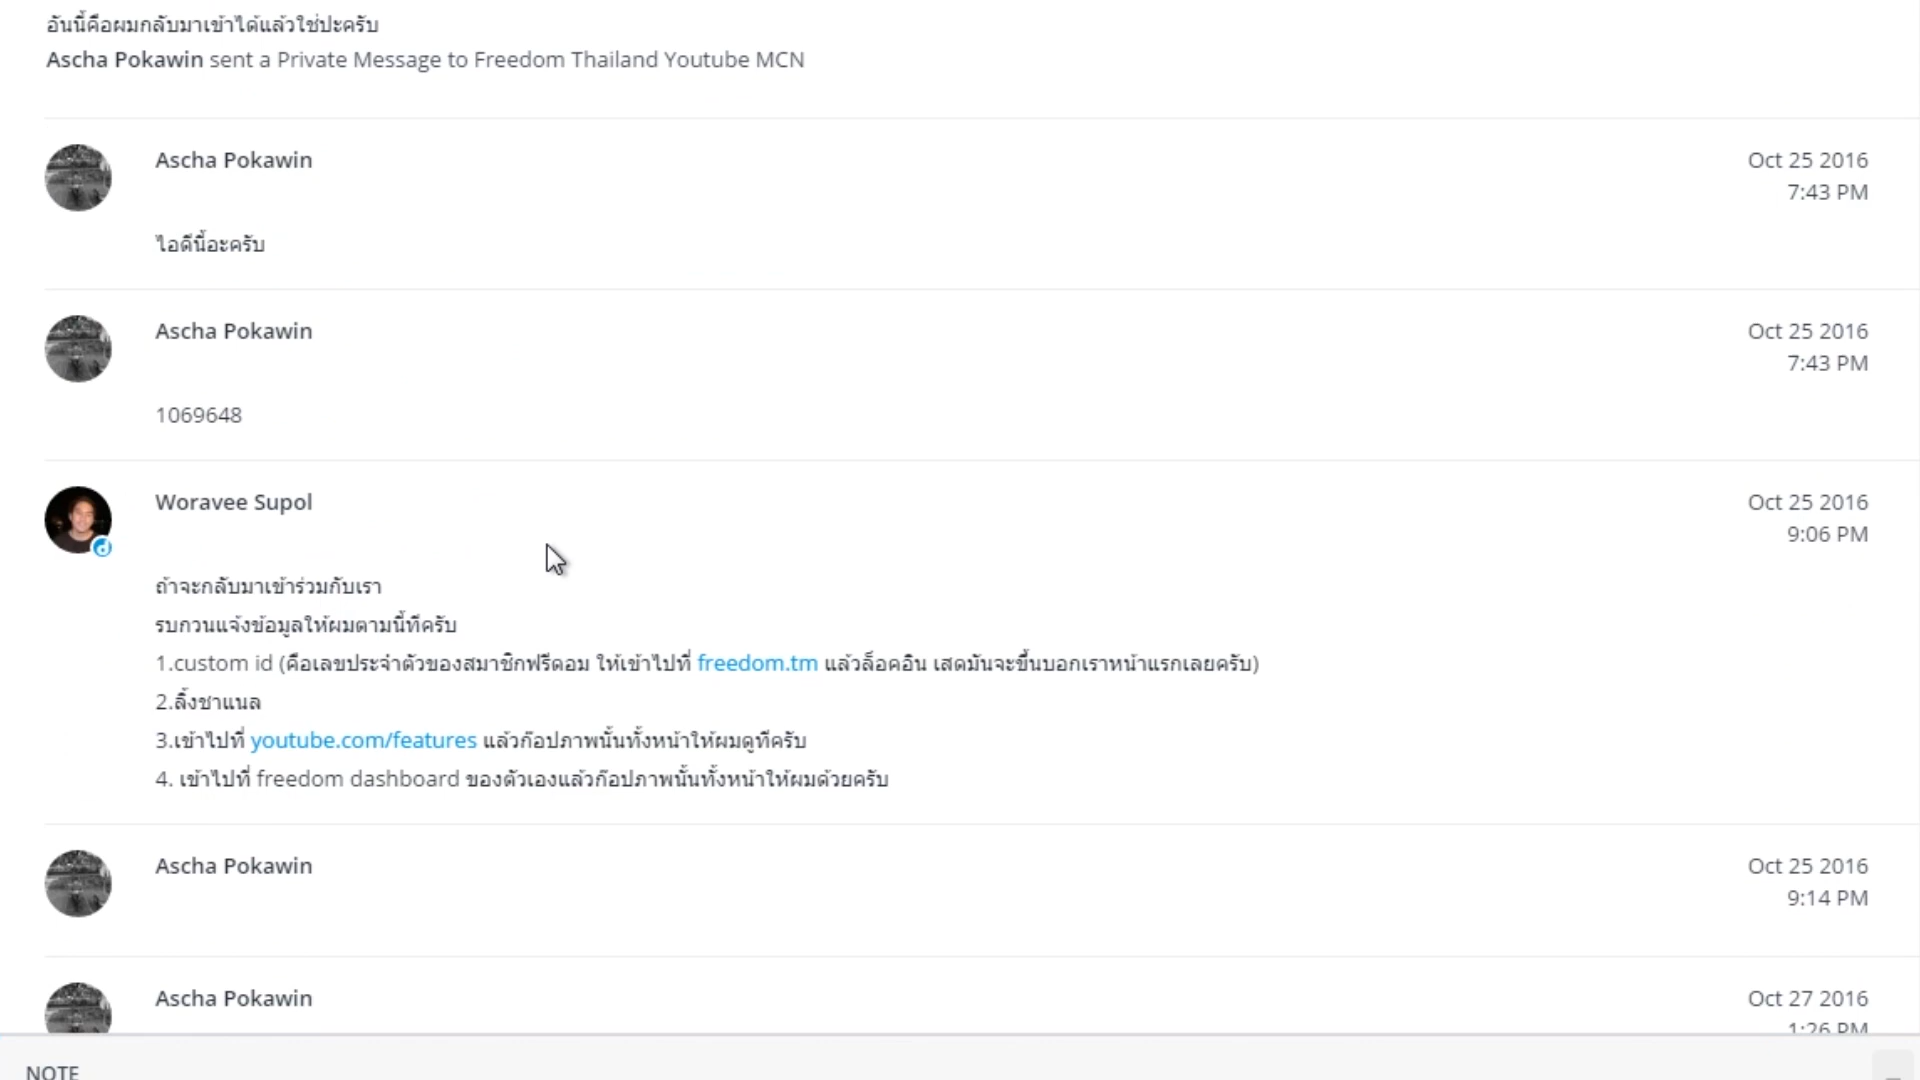 อันนี้คือผมกลับมาเข้าได้แล้วใช่ปะครับ
Ascha Pokawin sent a Private Message to Freedom Thailand Youtube MCN
Ascha Pokawin
Oct 25 2016
7:43 PM
ไอดีนี้อะครับ
Ascha Pokawin
Oct 25 2016
7:43 PM
1069648
Woravee Supol
Oct 25 2016
9:06 PM
ถ้าจะกลับมาเข้าร่วมกับเรา
รบกวนแจ้งข้อมูลให้ผมตามนี้ทีครับ
1.custom id (คือเลขประจำตัวของสมาชิกฟรีดอม ให้เข้าไปที่ freedom.tm แล้วล็อคอิน เสดมันจะขึ้นบอกเราหน้าแรกเลยครับ)
2.ลิ้งชาแนล
3.เข้าไปที่ youtube.com/features แล้วก๊อปภาพนั้นทั้งหน้าให้ผมดูทีครับ
4. เข้าไปที่ freedom dashboard ของตัวเองแล้วก๊อปภาพนั้นทั้งหน้าให้ผมด้วยครับ
Ascha Pokawin
Oct 25 2016
9:14 PM
Ascha Pokawin
Oct 27 2016
1:26 PM
NOTE